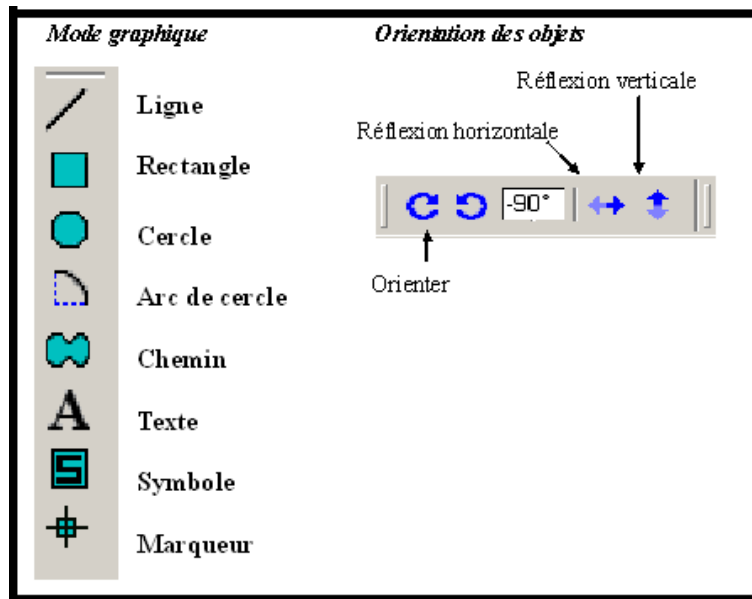 Mode graphique
Orientation des objets
Ligne
Rectangle
Cercle
Arc de cercle
Chemin
A
Texte
S
Symbole
Marqueur
Réflexion verticale
Réflexion horizontale
-90°
Orienter